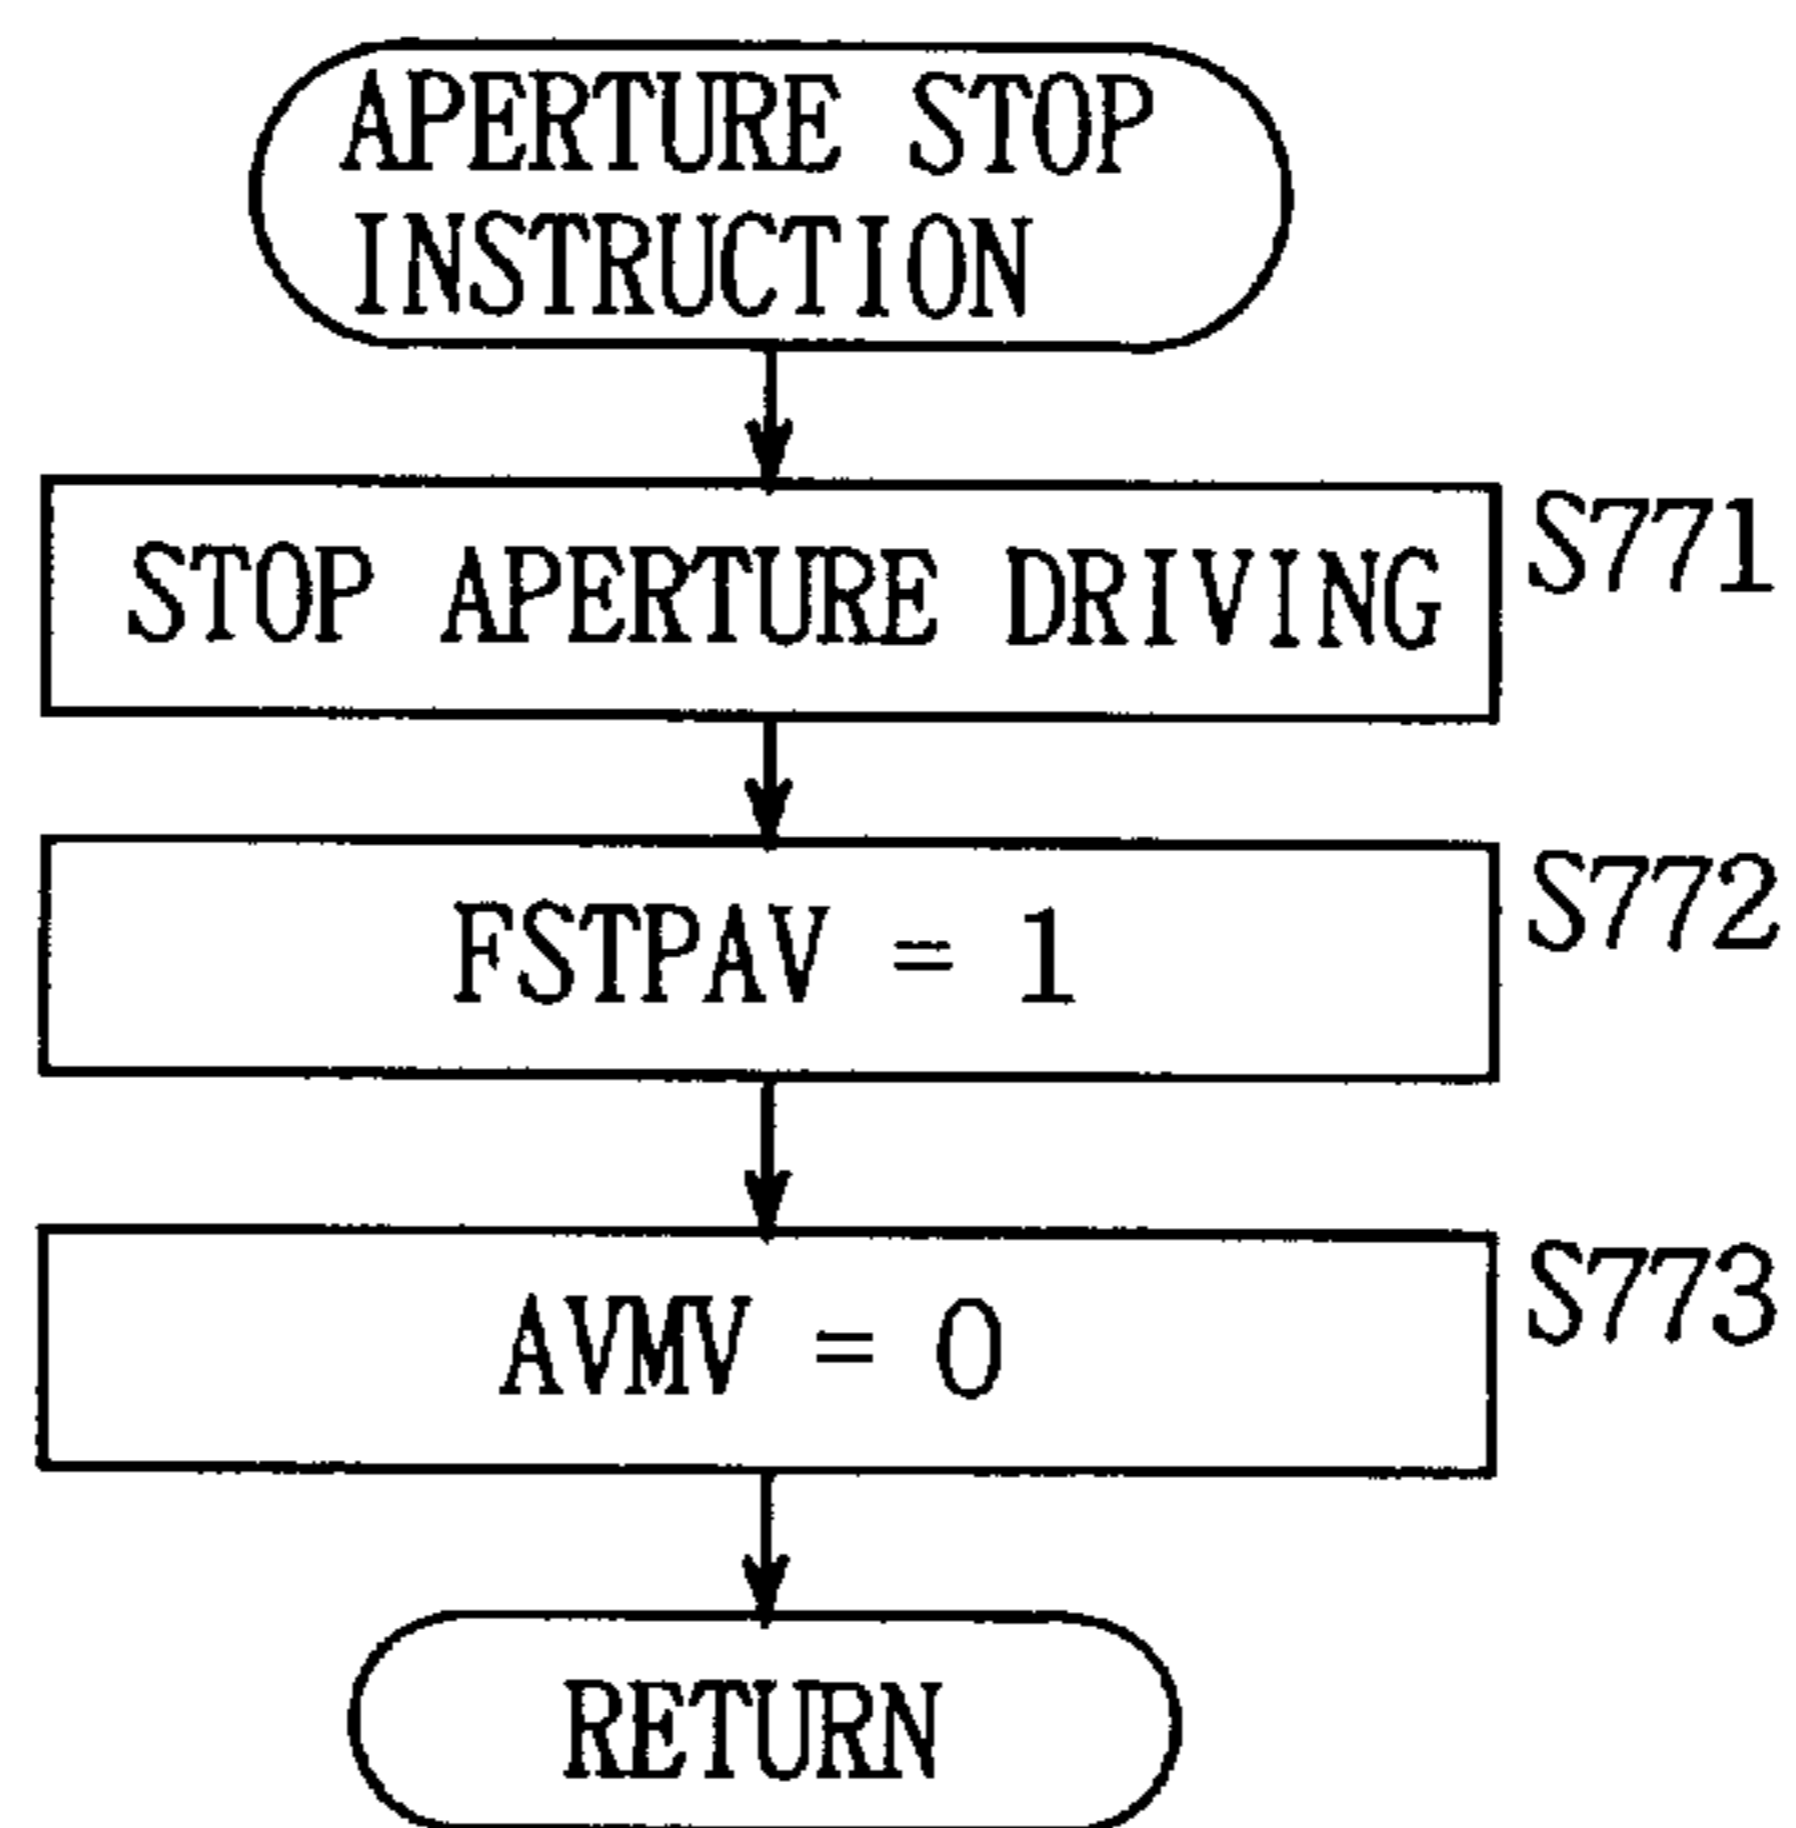 APERTURE STOP
INSTRUCTION
STOP APERTURE DRIVING
S771
FSTPAV = 1
S772
AVMV = 0
S773
RETURN